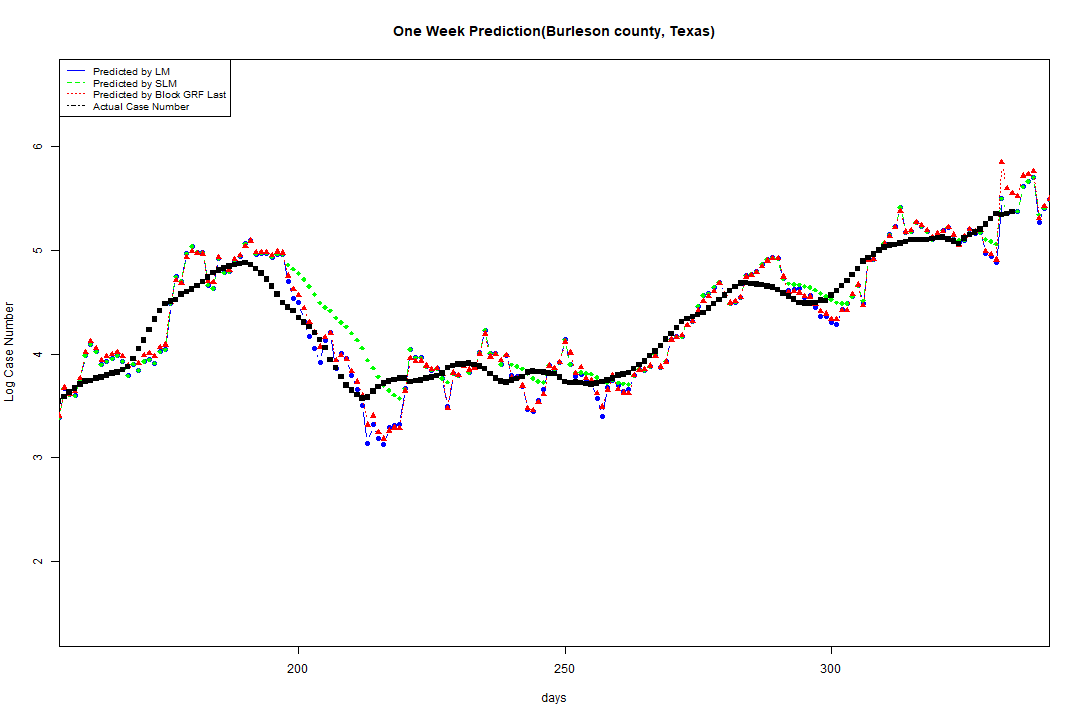 One Week Prediction(Burleson county, Texas)
Predicted by LM
Predicted by SLM
Predicted by Block GRF Last
Actual Case Number
6
5
4
3
2
Log Case Number
200
250
300
days